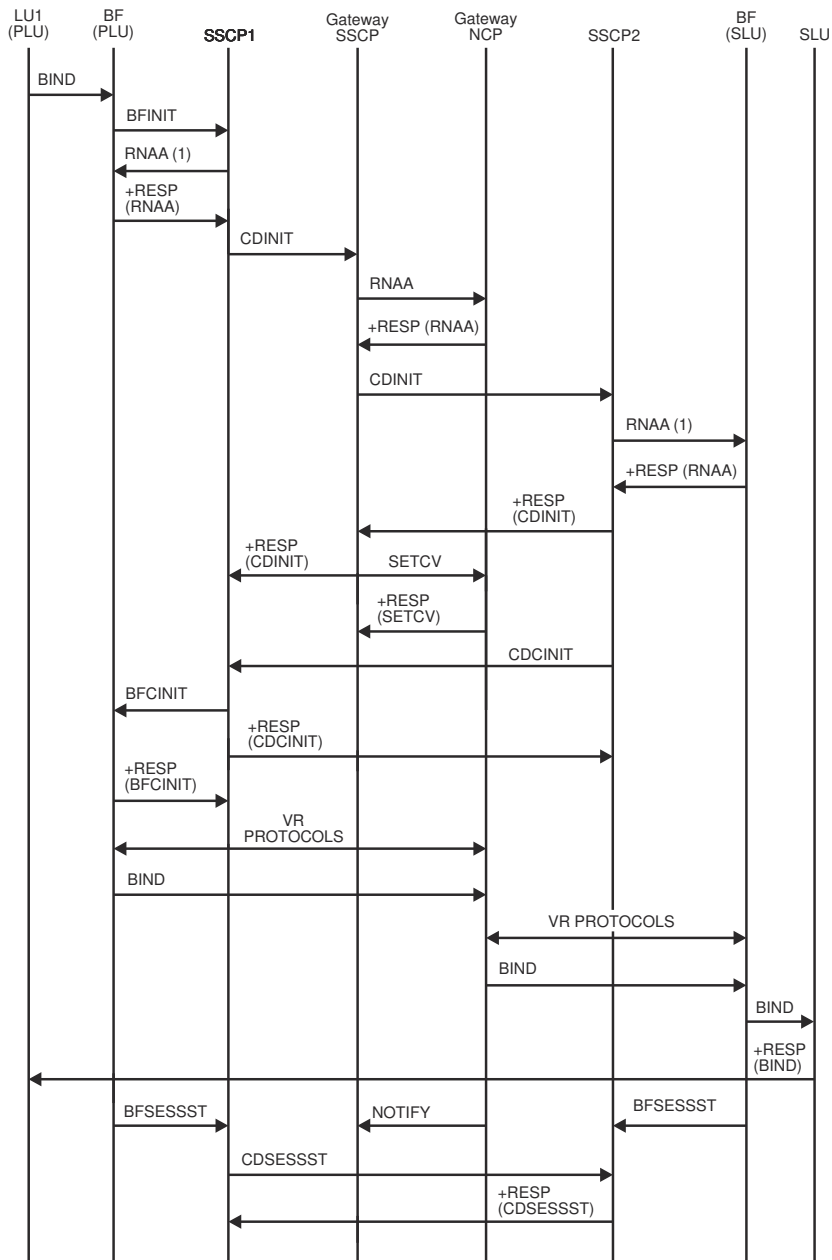 LU1
(PLU)
BF
(PLU)
SSCP1
Gateway
SSCP
Gateway
NCP
SSCP2
BF
(SLU)
SLU
BIND
BFINIT
RNAA (1)
+RESP
(RNAA)
CDINIT
RNAA
+RESP (RNAA)
CDINIT
RNAA (1)
+RESP (RNAA)
+RESP
(CDINIT)
+RESP
(CDINIT)
SETCV
+RESP
(SETCV)
CDCINIT
BFCINIT
+RESP
(CDCINIT)
+RESP
(BFCINIT)
VR
PROTOCOLS
BIND
VR PROTOCOLS
BIND
BIND
+RESP
(BIND)
BFSESSST
NOTIFY
BFSESSST
CDSESSST
+RESP
(CDSESSST)